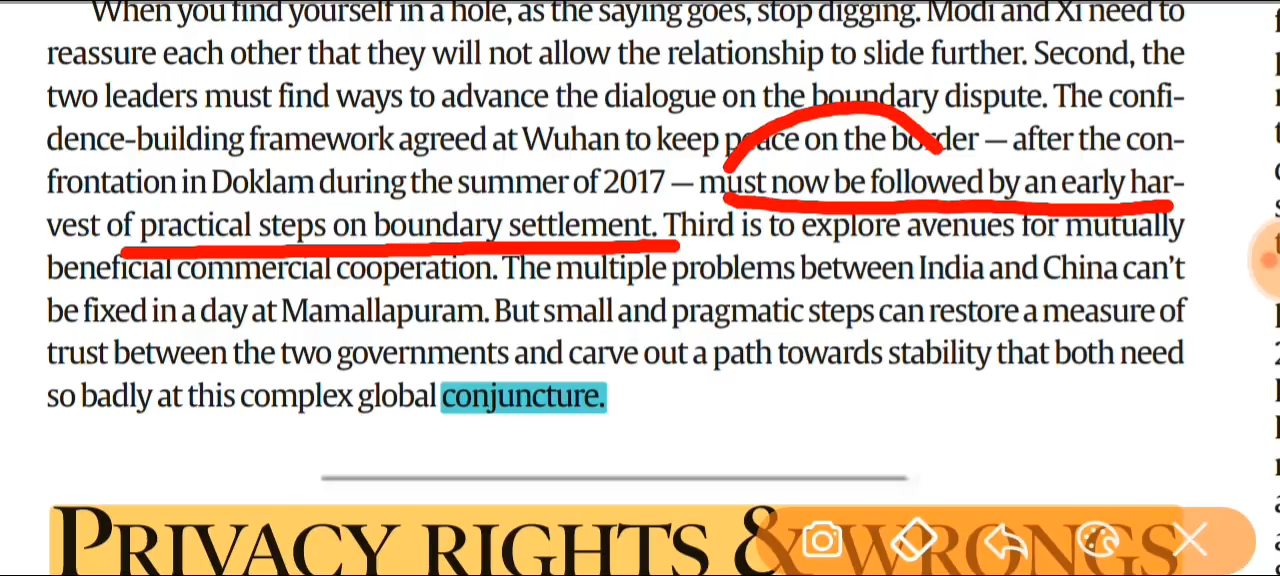 When you find yourself in a hole, as the saying goes, stop digging. Modi and Xi need to
reassure each other that they will not allow the relationship to slide further. Second, the
two leaders must find ways to advance the dialogue on the boundary dispute. The confi-
dence-building framework agreed at Wuhan to keep peace on the border — after the con-
frontation in Doklam during the summer of 2017 — must now be followed by an early har-
vest of practical steps on boundary settlement. Third is to explore avenues for mutually
beneficial commercial cooperation. The multiple problems between India and China can't
be fixed in a day at Mamallapuram. But small and pragmatic steps can restore a measure of
trust between the two governments and carve out a path towards stability that both need
so badly at this complex global conjuncture.
PRIVACY RIGHTS & WRONGS